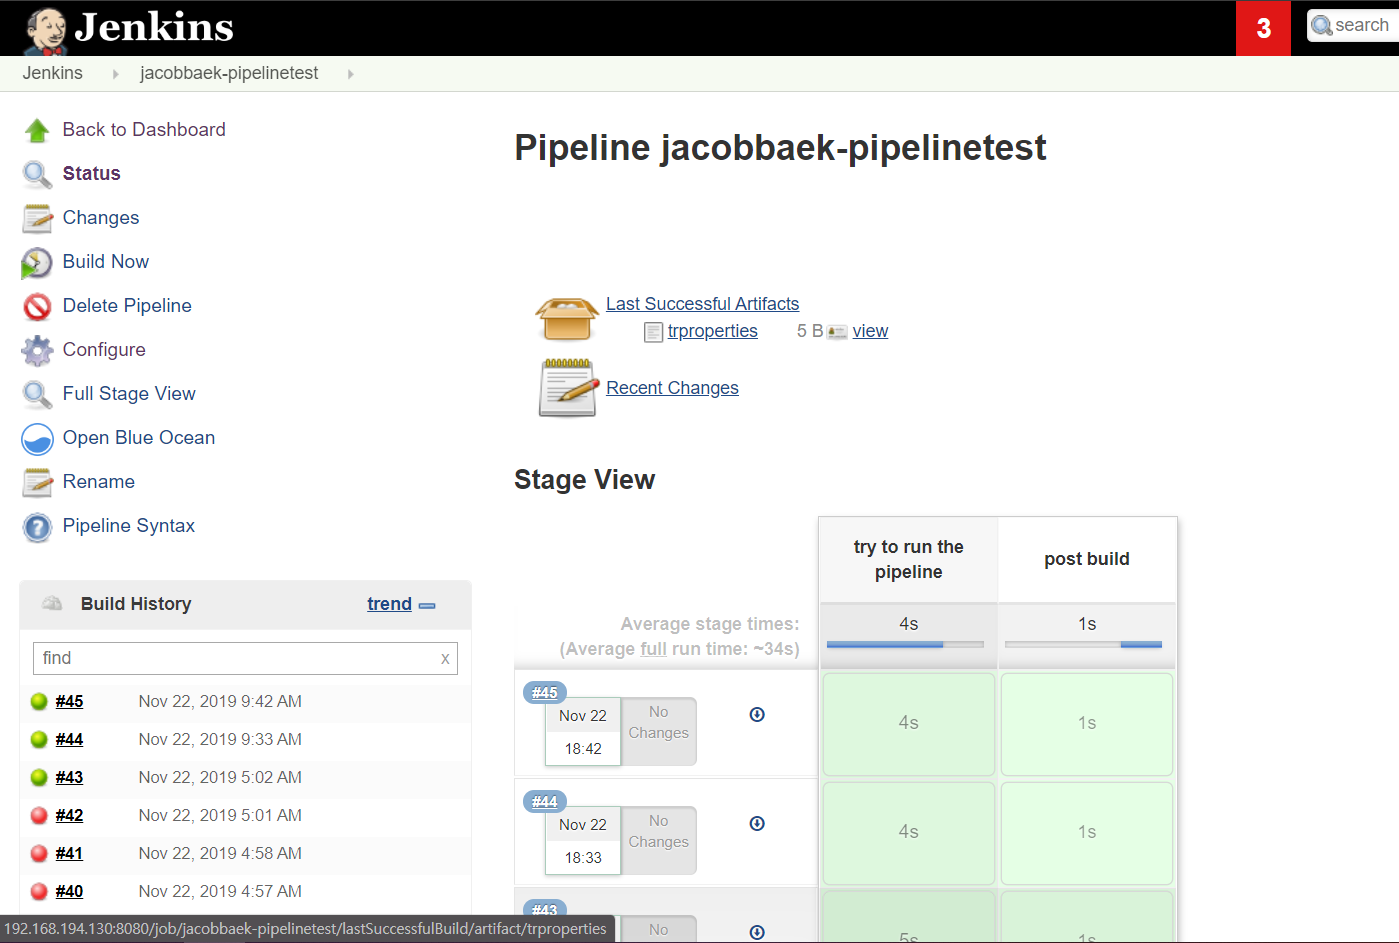 Jenkins
3
search
Jenkins
jacobbaek-pipelinetest
Back to Dashboard
Status
Changes
Build Now
Delete Pipeline
Configure
Full Stage View
Open Blue Ocean
Rename
Pipeline Syntax
Build History
trend
find
x
#45 Nov 22, 2019 9:42 AM
#44 Nov 22, 2019 9:33 AM
#43 Nov 22, 2019 5:02 AM
#42 Nov 22, 2019 5:01 AM
#41 Nov 22, 2019 4:58 AM
#40 Nov 22, 2019 4:57 AM
Pipeline jacobbaek-pipelinetest
Last Successful Artifacts
trproperties 5 B view
Recent Changes
Stage View
try to run the
pipeline
post build
Average stage times:
(Average full run time: ~34s)
4s
1s
#45
Nov 22
18:42
No
Changes
4s
1s
#44
Nov 22
18:33
No
Changes
4s
1s
#43
No
5s
1s
192.168.194.130:8080/job/jacobbaek-pipelinetest/lastSuccessfulBuild/artifact/trproperties